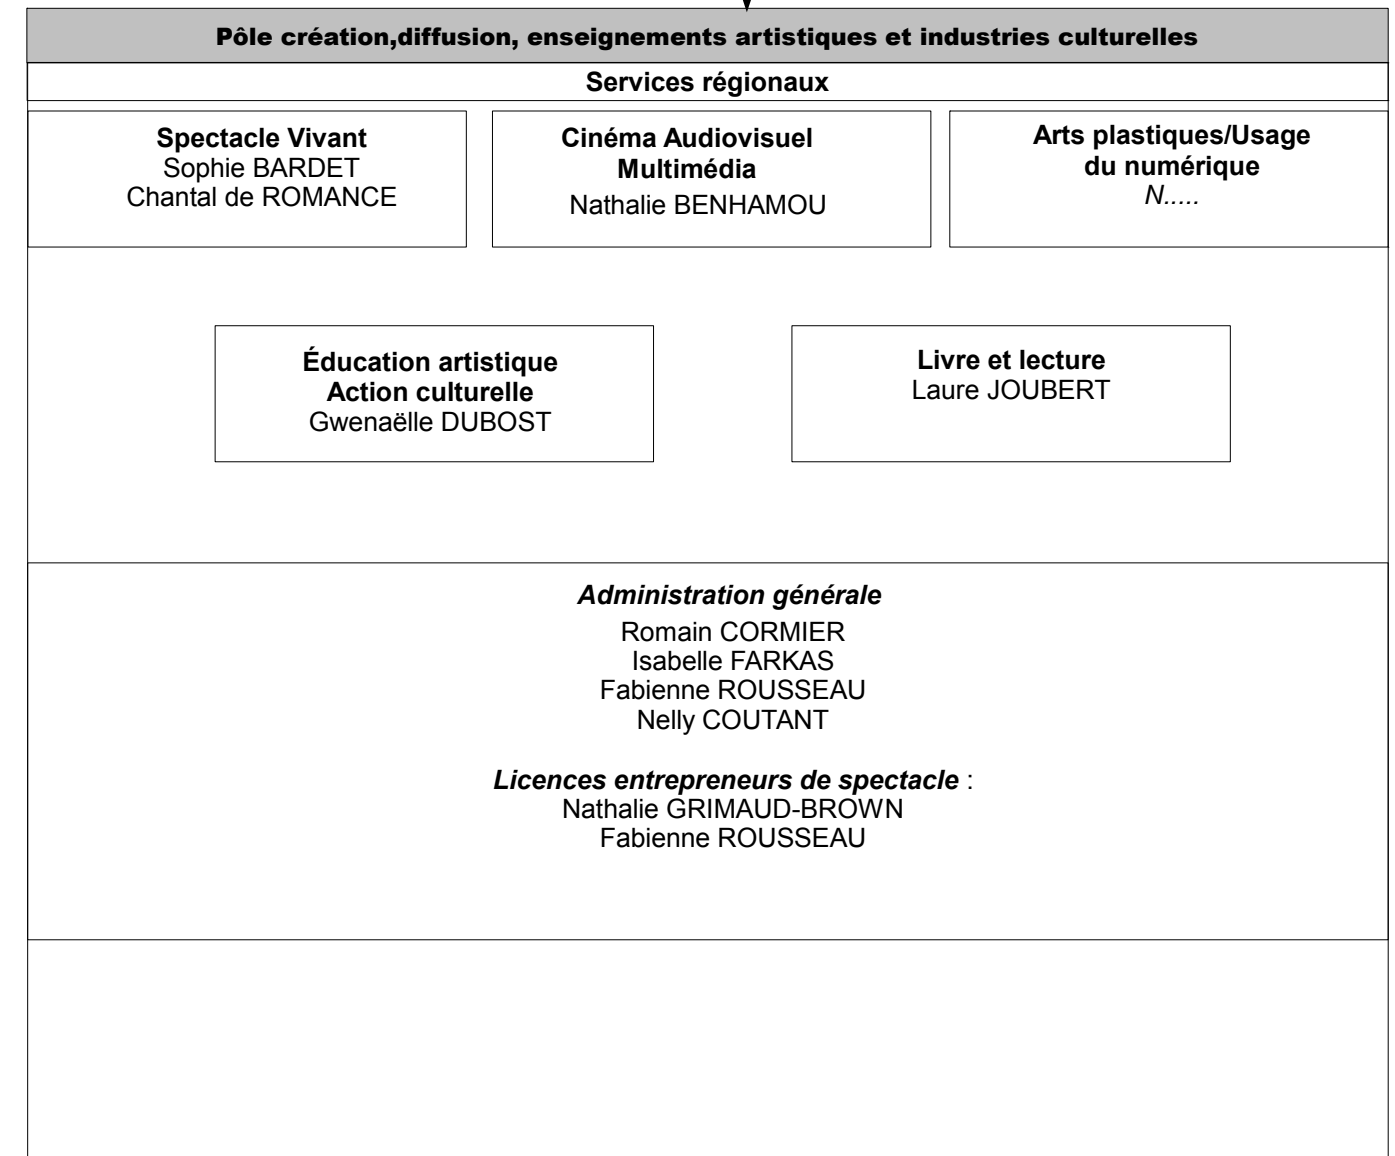 Pôle création,diffusion, enseignements artistiques et industries culturelles
Services régionaux
Spectacle Vivant
Sophie BARDET
Chantal de ROMANCE
Cinéma Audiovisuel
Multimédia
Nathalie BENHAMOU
Arts plastiques/Usage
du numérique
N.....
Éducation artistique
Action culturelle
Gwenaëlle DUBOST
Livre et lecture
Laure JOUBERT
Administration générale
Romain CORMIER
Isabelle FARKAS
Fabienne ROUSSEAU
Nelly COUTANT
Licences entrepreneurs de spectacle :
Nathalie GRIMAUD-BROWN
Fabienne ROUSSEAU